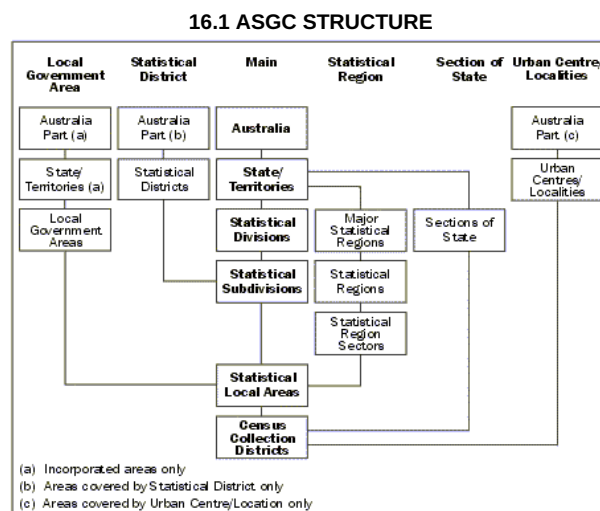 16.1 ASGC STRUCTURE
Local
Government
Area
Statistical
District
Main
Statistical
Region
Section of
State
Urban Centre/
Localities
Australia
Part (a)
Australia
Part (b)
Australia
Australia
Part (c)
State/
Territories (a)
Statistical
Districts
State/
Territories
Urban
Centres/
Localities
Local
Government
Areas
Statistical
Divisions
Major
Statistical
Regions
Sections of
State
Statistical
Subdivisions
Statistical
Regions
Statistical
Region
Sectors
Statistical
Local Areas
Census
Collection
Districts
(a) Incorporated areas only
(b) Areas covered by Statistical District only
(c) Areas covered by Urban Centre/Location only